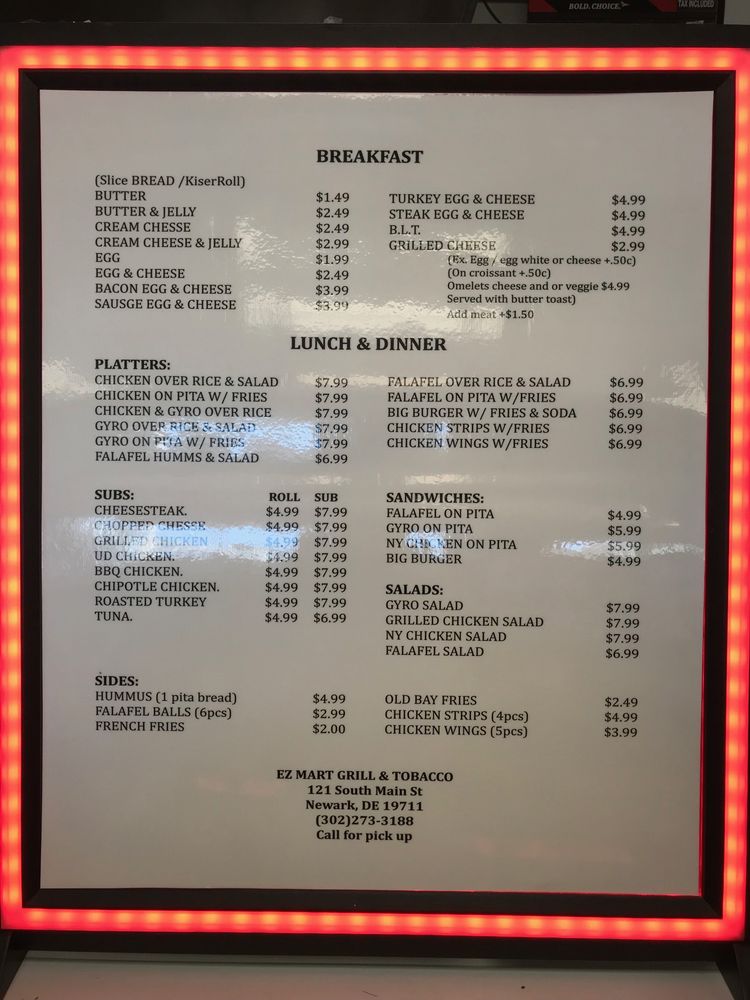 BOLD. CHOICE.
TAX INCLUDED
BREAKFAST
(Slice BREAD /KiserRoll)
BUTTER $1.49
BUTTER & JELLY $2.49
CREAM CHESSE $2.49
CREAM CHEESE & JELLY $2.99
EGG $1.99
EGG & CHEESE $2.49
BACON EGG & CHEESE $3.99
SAUSGE EGG & CHEESE $3.99
TURKEY EGG & CHEESE $4.99
STEAK EGG & CHEESE $4.99
B.L.T. $4.99
GRILLED CHEESE $2.99
(Ex. Egg / egg white or cheese +.50c)
(On croissant +.50c)
Omelets cheese and or veggie $4.99
Served with butter toast)
Add meat +$1.50
LUNCH & DINNER
PLATTERS:
CHICKEN OVER RICE & SALAD $7.99
CHICKEN ON PITA W/ FRIES $7.99
CHICKEN & GYRO OVER RICE $7.99
GYRO OVER RICE & SALAD $7.99
GYRO ON PITA W/ FRIES $7.99
FALAFEL HUMMS & SALAD $6.99
FALAFEL OVER RICE & SALAD $6.99
FALAFEL ON PITA W/FRIES $6.99
BIG BURGER W/ FRIES & SODA $6.99
CHICKEN STRIPS W/FRIES $6.99
CHICKEN WINGS W/FRIES $6.99
SUBS: ROLL SUB
CHEESESTEAK. $4.99 $7.99
CHOPPED CHESSE $4.99 $7.99
GRILLED CHICKEN $4.99 $7.99
UD CHICKEN. $4.99 $7.99
BBQ CHICKEN. $4.99 $7.99
CHIPOTLE CHICKEN. $4.99 $7.99
ROASTED TURKEY $4.99 $7.99
TUNA. $4.99 $6.99
SANDWICHES:
FALAFEL ON PITA $4.99
GYRO ON PITA $5.99
NY CHICKEN ON PITA $5.99
BIG BURGER $4.99
SALADS:
GYRO SALAD $7.99
GRILLED CHICKEN SALAD $7.99
NY CHICKEN SALAD $7.99
FALAFEL SALAD $6.99
SIDES:
HUMMUS (1 pita bread) $4.99
FALAFEL BALLS (6pcs) $2.99
FRENCH FRIES $2.00
OLD BAY FRIES $2.49
CHICKEN STRIPS (4pcs) $4.99
CHICKEN WINGS (5pcs) $3.99
EZ MART GRILL & TOBACCO
121 South Main St
Newark, DE 19711
(302)273-3188
Call for pick up